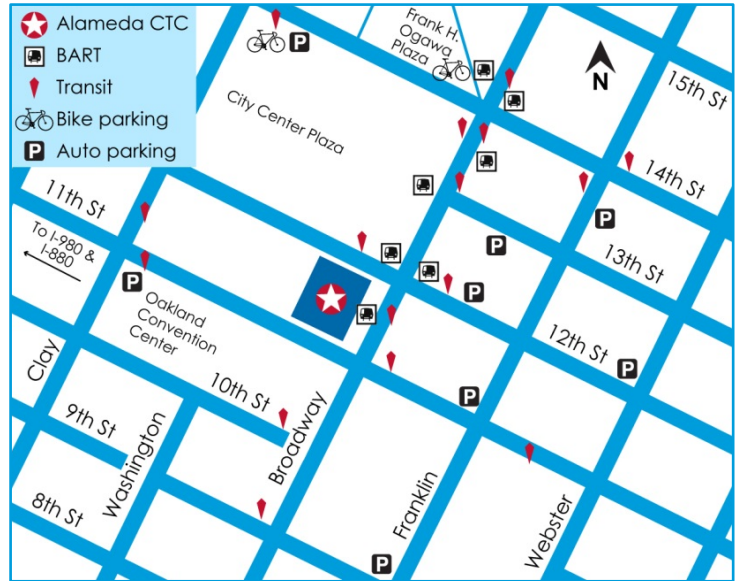 Alameda CTC
BART
Transit
Bike parking
P Auto parking
P
Frank H.
Ogawa
Plaza
N
15th St
City Center Plaza
14th St
11th St
P
To I-980 &
I-880
P
13th St
P
P
Oakland
Convention
Center
12th St
P
Clay
10th St
P
9th St
Washington
Broadway
Franklin
Webster
8th St
P